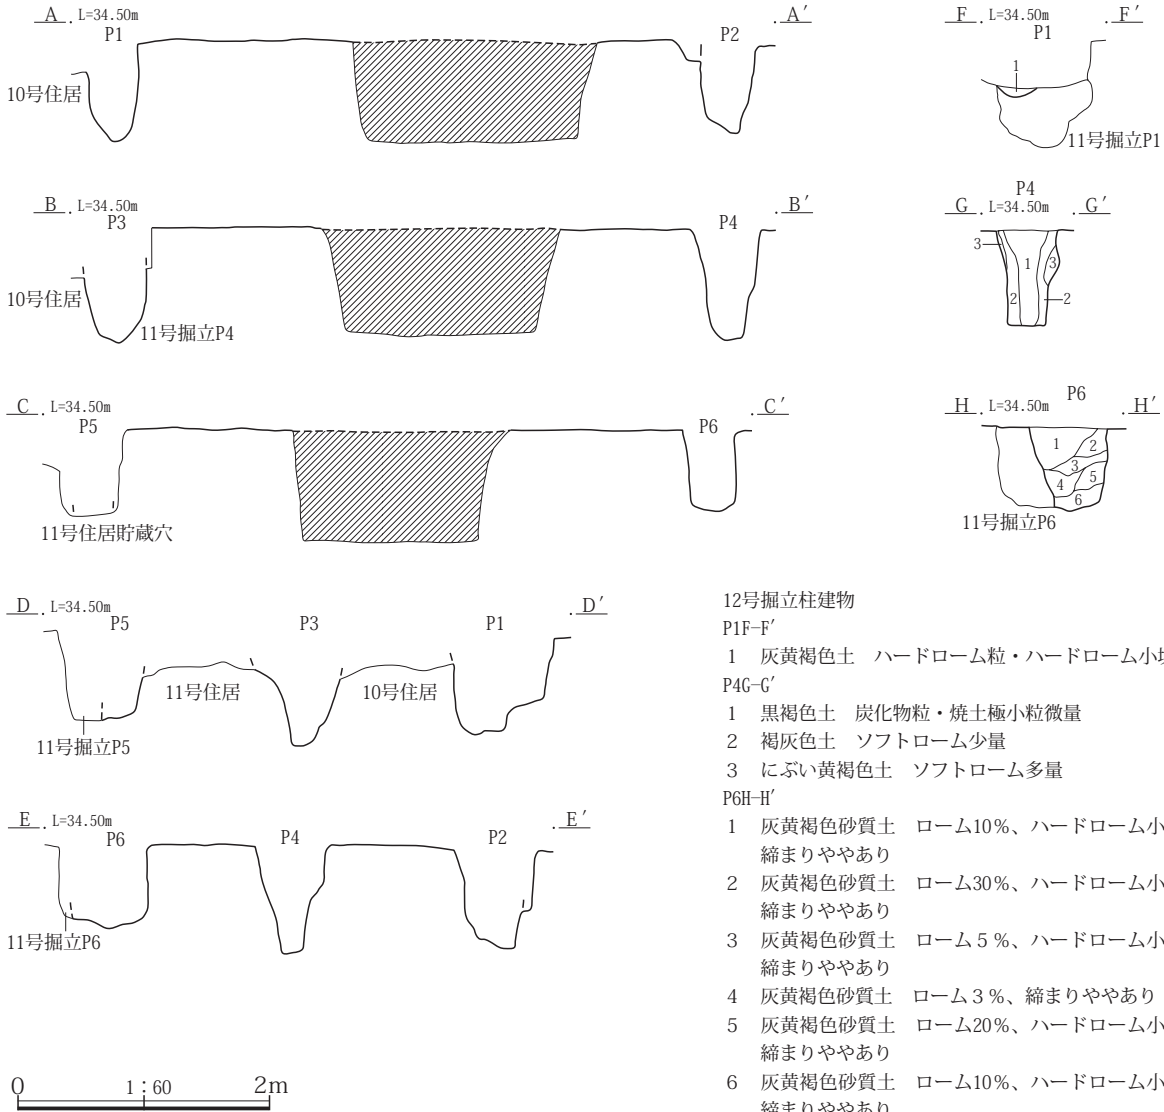 A . L=34.50m
P1
P2
. A′
10号住居
F . L=34.50m . F′
P1
1
11号掘立P1
B . L=34.50m
P3
P4
. B′
10号住居
11号掘立P4
P4
G . L=34.50m . G′
3
1
3
2
2
C . L=34.50m
P5
P6
. C′
11号住居貯蔵穴
P6
H . L=34.50m . H′
1
2
3
4
5
6
11号掘立P6
D . L=34.50m . D′
P5
P3
P1
11号住居
10号住居
11号掘立P5
E . L=34.50m . E′
P6
P4
P2
11号掘立P6
0 1:60 2m
12号掘立柱建物
P1F-F′
1 灰黄褐色土 ハードローム粒・ハードローム小
P4G-G′
1 黒褐色土 炭化物粒・焼土極小粒微量
2 褐灰色土 ソフトローム少量
3 にぶい黄褐色土 ソフトローム多量
P6H-H′
1 灰黄褐色砂質土 ローム10%、ハードローム小
締まりややあり
2 灰黄褐色砂質土 ローム30%、ハードローム小
締まりややあり
3 灰黄褐色砂質土 ローム5%、ハードローム小
締まりややあり
4 灰黄褐色砂質土 ローム3%、締まりややあり
5 灰黄褐色砂質土 ローム20%、ハードローム小
締まりややあり
6 灰黄褐色砂質土 ローム10%、ハードローム小
締まりややあり